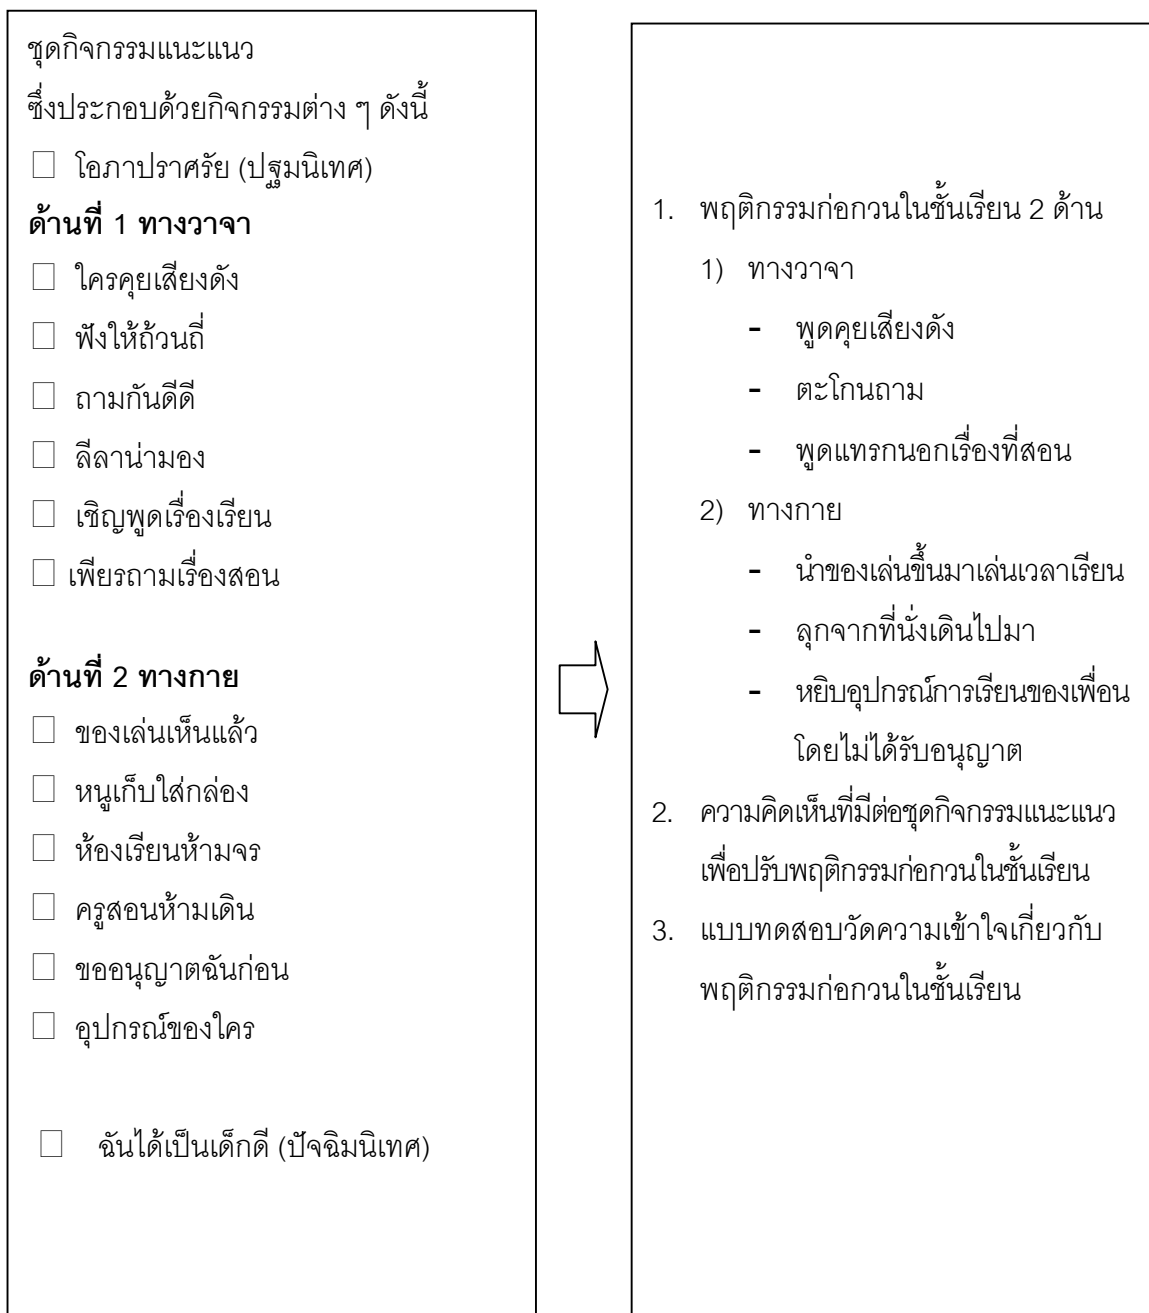 ชุดกิจกรรมแนะแนว
ซึ่งประกอบด้วยกิจกรรมต่าง ๆ ดังนี้
□ โอภาปราศรัย (ปฐมนิเทศ)
ด้านที่ 1 ทางวาจา
□ ใครคุยเสียงดัง
□ ฟังให้ถ้วนถี่
□ ถามกันดีดี
□ ลีลาน่ามอง
□ เชิญพูดเรื่องเรียน
□ เพียรถามเรื่องสอน
ด้านที่ 2 ทางกาย
□ ของเล่นเห็นแล้ว
□ หนูเก็บใส่กล่อง
□ ห้องเรียนห้ามจร
□ ครูสอนห้ามเดิน
□ ขออนุญาตฉันก่อน
□ อุปกรณ์ของใคร
□ ฉันได้เป็นเด็กดี (ปัจฉิมนิเทศ)
1. พฤติกรรมก่อกวนในชั้นเรียน 2 ด้าน
1) ทางวาจา
- พูดคุยเสียงดัง
- ตะโกนถาม
- พูดแทรกนอกเรื่องที่สอน
2) ทางกาย
- นำของเล่นขึ้นมาเล่นเวลาเรียน
- ลุกจากที่นั่งเดินไปมา
- หยิบอุปกรณ์การเรียนของเพื่อน
โดยไม่ได้รับอนุญาต
2. ความคิดเห็นที่มีต่อชุดกิจกรรมแนะแนว
เพื่อปรับพฤติกรรมก่อกวนในชั้นเรียน
3. แบบทดสอบวัดความเข้าใจเกี่ยวกับ
พฤติกรรมก่อกวนในชั้นเรียน